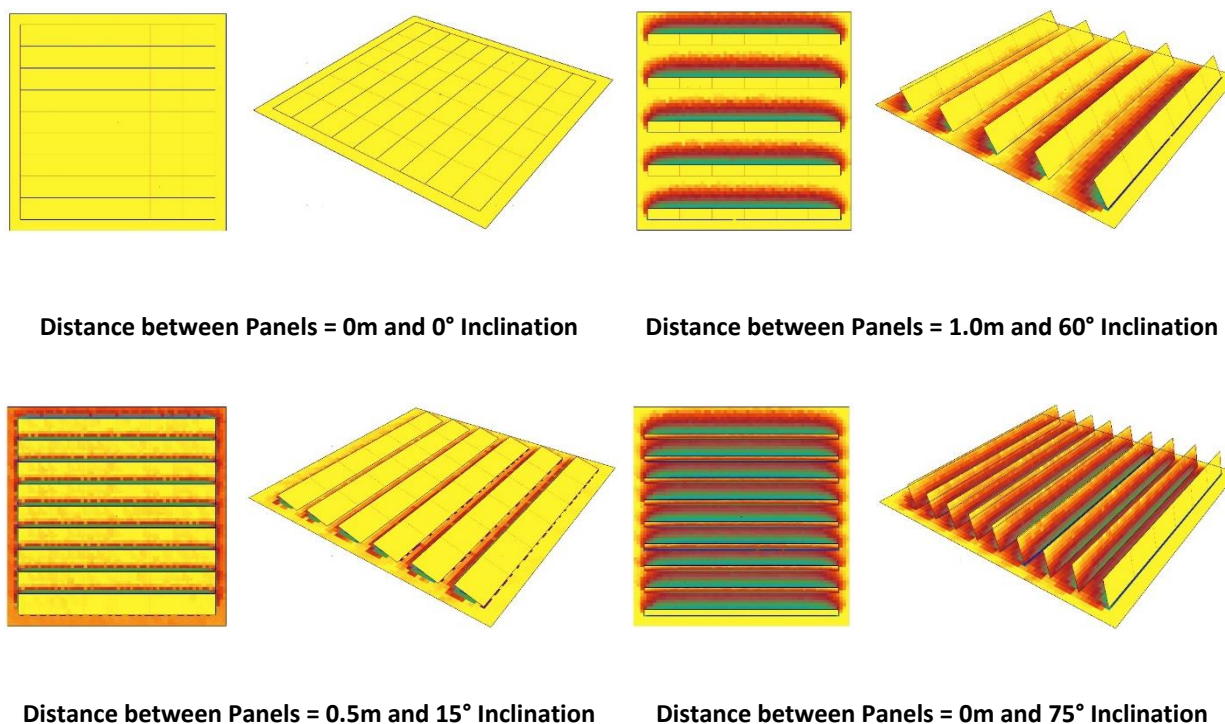 Distance between Panels = 0m and 0° Inclination
Distance between Panels = 1.0m and 60° Inclination
Distance between Panels = 0.5m and 15° Inclination
Distance between Panels = 0m and 75° Inclination